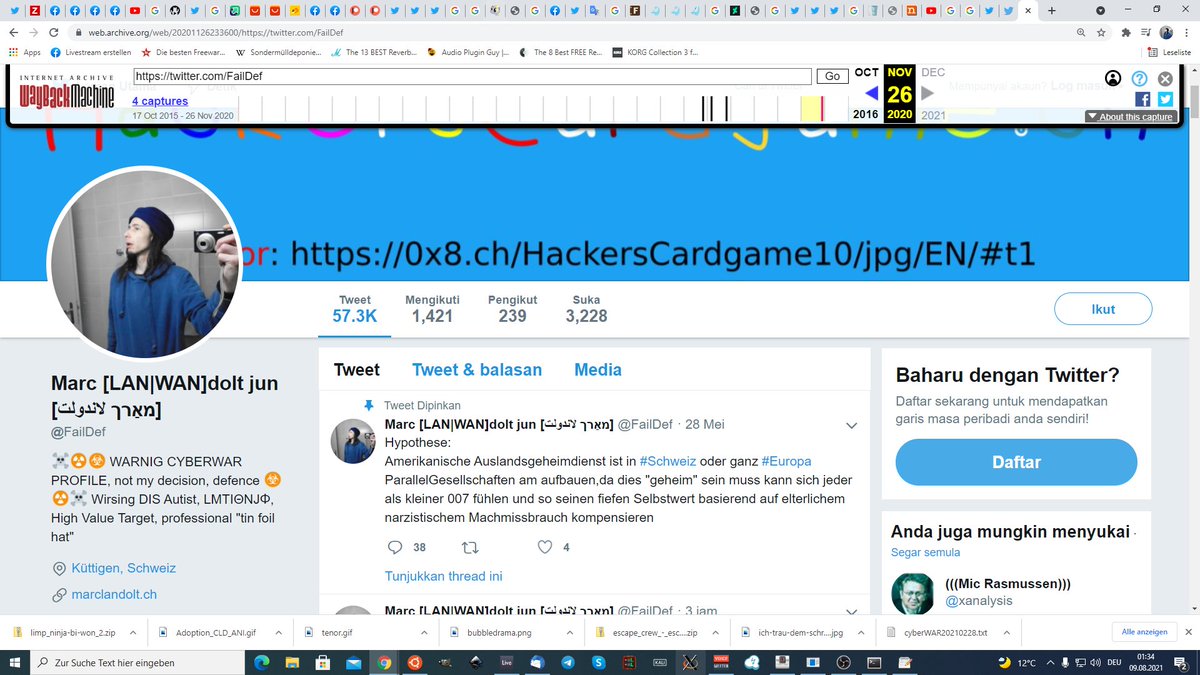 web.archive.org/web/20201126233600/https://twitter.com/FailDef
Apps
Livestream erstellen
Die besten Freewar...
Sondermülldeponie...
The 13 BEST Reverb...
Audio Plugin Guy |...
The 8 Best FREE Re...
KORG Collection 3 f...
Leseliste
INTERNET ARCHIVE
WayBackMachine
https://twitter.com/FailDef
Go
4 captures
17 Oct 2015 - 26 Nov 2020
OCT NOV DEC
26
2016 2020 2021
About this capture
or: https://0x8.ch/HackersCardgame10/jpg/EN/#t1
Tweet
57.3K
Mengikuti
1,421
Pengikut
239
Suka
3,228
Ikut
Marc [LAN|WAN]dolt jun
[מאַרך لاندولت]
@FailDef
☠️☢️☣️ WARNIG CYBERWAR
PROFILE, not my decision, defence ☣️
☢️☠️ Wirsing DIS Autist, LMTIΘNJΦ,
High Value Target, professional "tin foil
hat"
Küttigen, Schweiz
marclandolt.ch
Tweet
Tweet & balasan
Media
Tweet Dipinkan
Marc [LAN|WAN]dolt jun [מאַרך لاندولت] @FailDef · 28 Mei
Hypothese:
Amerikanische Auslandsgeheimdienst ist in #Schweiz oder ganz #Europa
ParallelGesellschaften am aufbauen,da dies "geheim" sein muss kann sich jeder
als kleiner 007 fühlen und so seinen fiefen Selbstwert basierend auf elterlichem
narzistischem Machmissbrauch kompensieren
38
4
Tunjukkan thread ini
Marc [LAN|WAN]dolt jun [מאַרך لاندولت] @FailDef · 3 jam
Baharu dengan Twitter?
Daftar sekarang untuk mendapatkan
garis masa peribadi anda sendiri!
Daftar
Anda juga mungkin menyukai ·
Segar semula
(((Mic Rasmussen)))
@xanalysis
limp_ninja-bi-won_2.zip
Adoption_CLD_ANI.gif
tenor.gif
bubbledrama.png
escape_crew_-_esc....zip
ich-trau-dem-schr....jpg
cyberWAR20210228.txt
Alle anzeigen
Zur Suche Text hier eingeben
Live
12°C
DEU
01:34
09.08.2021
2